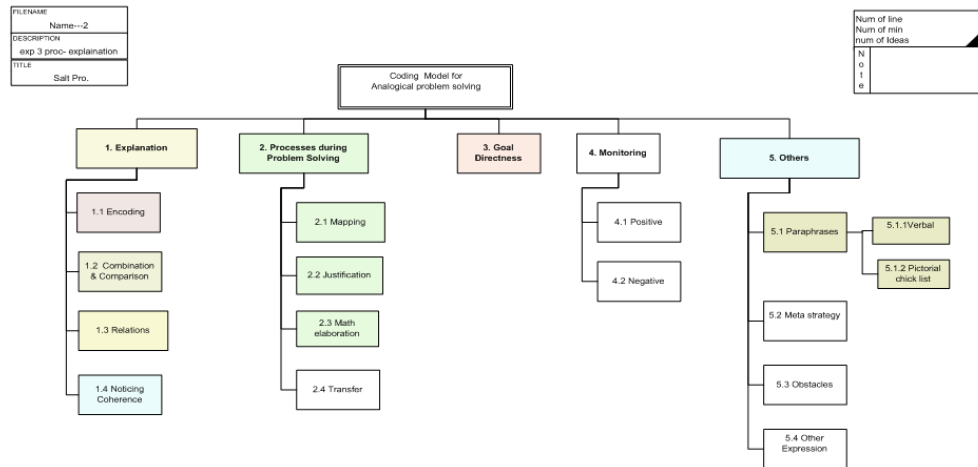 FILENAME
Name---2
DESCRIPTION
exp 3 proc- explaination
TITLE
Salt Pro.
Num of line
Num of min
num of Ideas
N
o
t
e
Coding Model for
Analogical problem solving
1. Explanation
2. Processes during
Problem Solving
3. Goal
Directness
4. Monitoring
5. Others
1.1 Encoding
1.2 Combination
& Comparison
1.3 Relations
1.4 Noticing
Coherence
2.1 Mapping
2.2 Justification
2.3 Math
elaboration
2.4 Transfer
4.1 Positive
4.2 Negative
5.1 Paraphrases
5.1.1Verbal
5.1.2 Pictorial
chick list
5.2 Meta strategy
5.3 Obstacles
5.4 Other
Expression